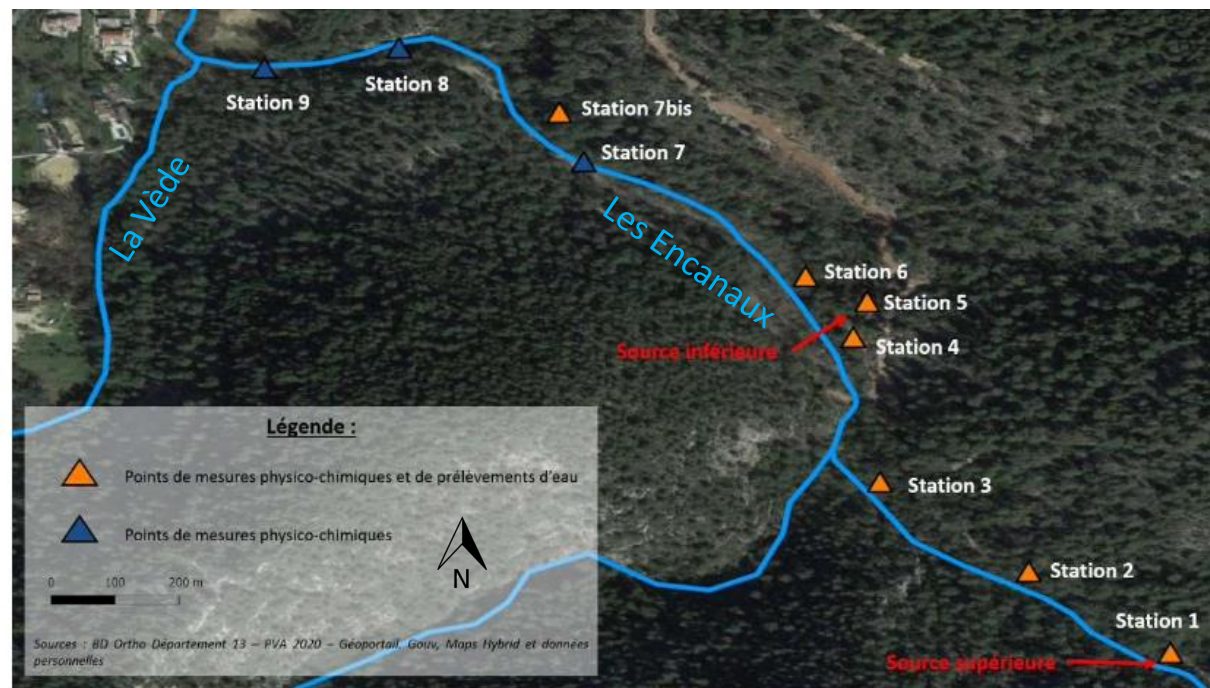 Station 9
Station 8
Station 7bis
Station 7
La Vède
Les Encanaux
Station 6
Station 5
Source inférieure
Station 4
Station 3
Station 2
Station 1
Source supérieure
Légende :
Points de mesures physico-chimiques et de prélèvements d'eau
Points de mesures physico-chimiques
N
0 100 200 m
Sources : BD Ortho Département 13 – PVA 2020 – Géoportail. Gouv, Maps Hybrid et données
personnelles